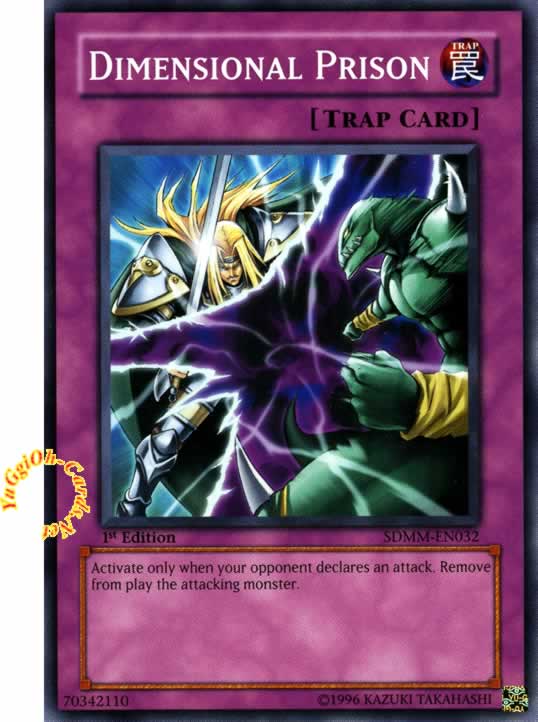 DIMENSIONAL PRISON
TRAP
罠
[TRAP CARD]
YuGgiOh-Cards.Net
1st Edition
SDMM-EN032
Activate only when your opponent declares an attack. Remove
from play the attacking monster.
70342110
©1996 KAZUKI TAKAHASHI